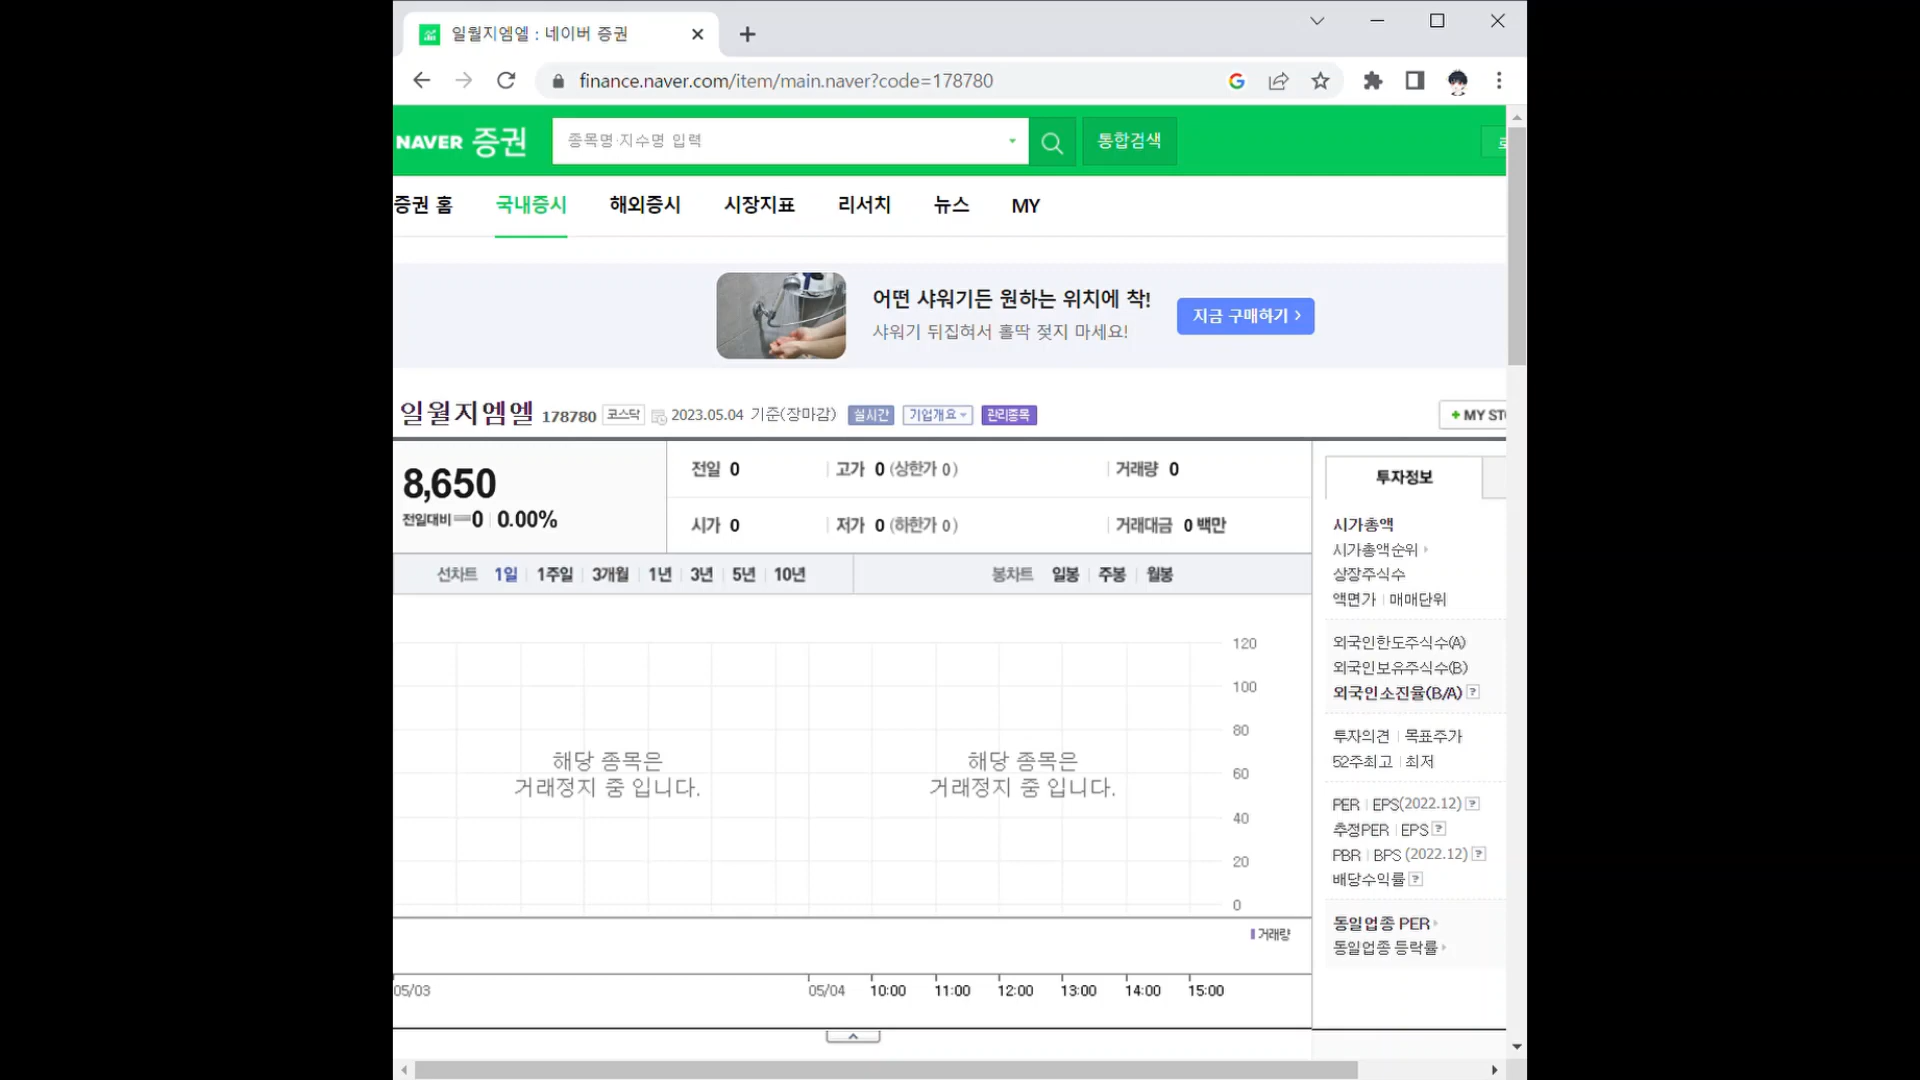 일월지엠엘 : 네이버 증권
finance.naver.com/item/main.naver?code=178780
NAVER 증권
종목명·지수명 입력
통합검색
증권 홈 국내증시 해외증시 시장지표 리서치 뉴스 MY
어떤 샤워기든 원하는 위치에 착!
샤워기 뒤집혀서 홀딱 젖지 마세요!
지금 구매하기
일월지엠엘 178780 코스닥 2023.05.04 기준(장마감) 실시간 기업개요 관리종목
+ MY
8,650
전일대비 0 0.00%
전일 0 고가 0 (상한가 0) 거래량 0
시가 0 저가 0 (하한가 0) 거래대금 0 백만
선차트 1일 1주일 3개월 1년 3년 5년 10년 봉차트 일봉 주봉 월봉
해당 종목은
거래정지 중 입니다.
해당 종목은
거래정지 중 입니다.
120
100
80
60
40
20
0
거래량
05/03 05/04 10:00 11:00 12:00 13:00 14:00 15:00
투자정보
시가총액
시가총액순위
상장주식수
액면가 매매단위
외국인한도주식수(A)
외국인보유주식수(B)
외국인소진율(B/A) ?
투자의견 목표주가
52주최고 최저
PER EPS(2022.12) ?
추정PER EPS ?
PBR BPS (2022.12) ?
배당수익률 ?
동일업종 PER
동일업종 등락률